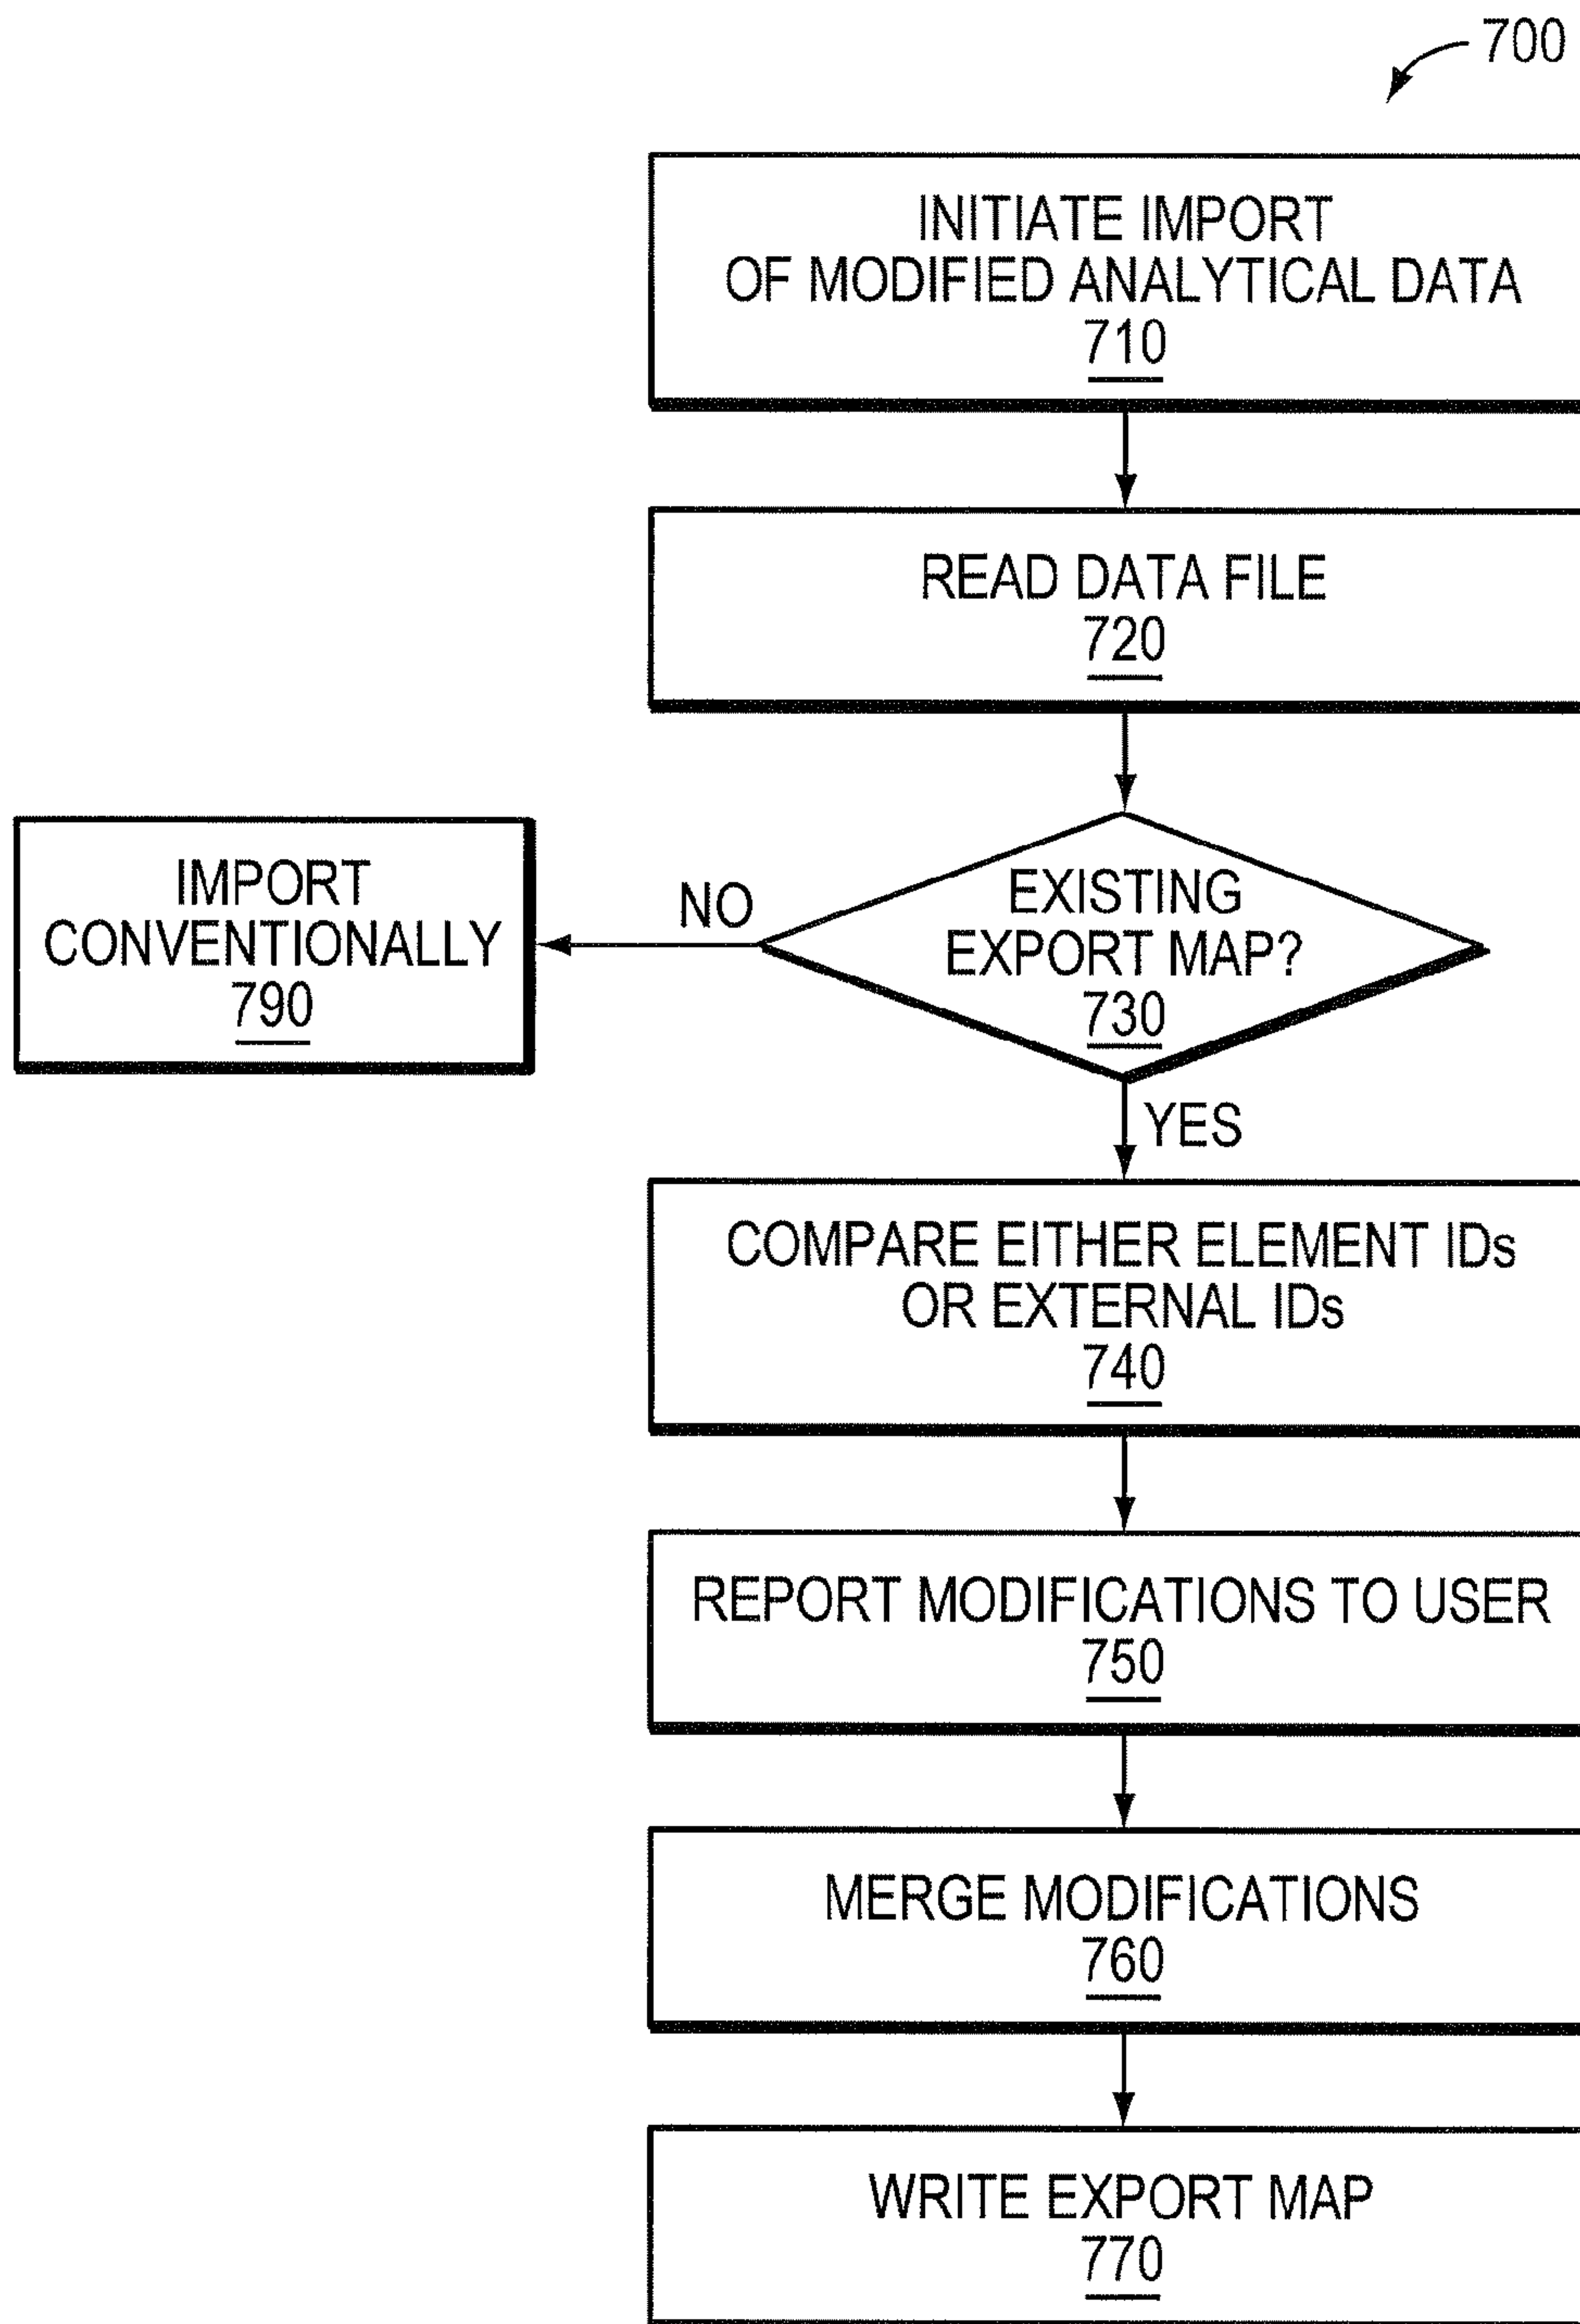 700
INITIATE IMPORT
OF MODIFIED ANALYTICAL DATA
710
READ DATA FILE
720
EXISTING
EXPORT MAP?
730
NO
IMPORT
CONVENTIONALLY
790
YES
COMPARE EITHER ELEMENT IDs
OR EXTERNAL IDs
740
REPORT MODIFICATIONS TO USER
750
MERGE MODIFICATIONS
760
WRITE EXPORT MAP
770